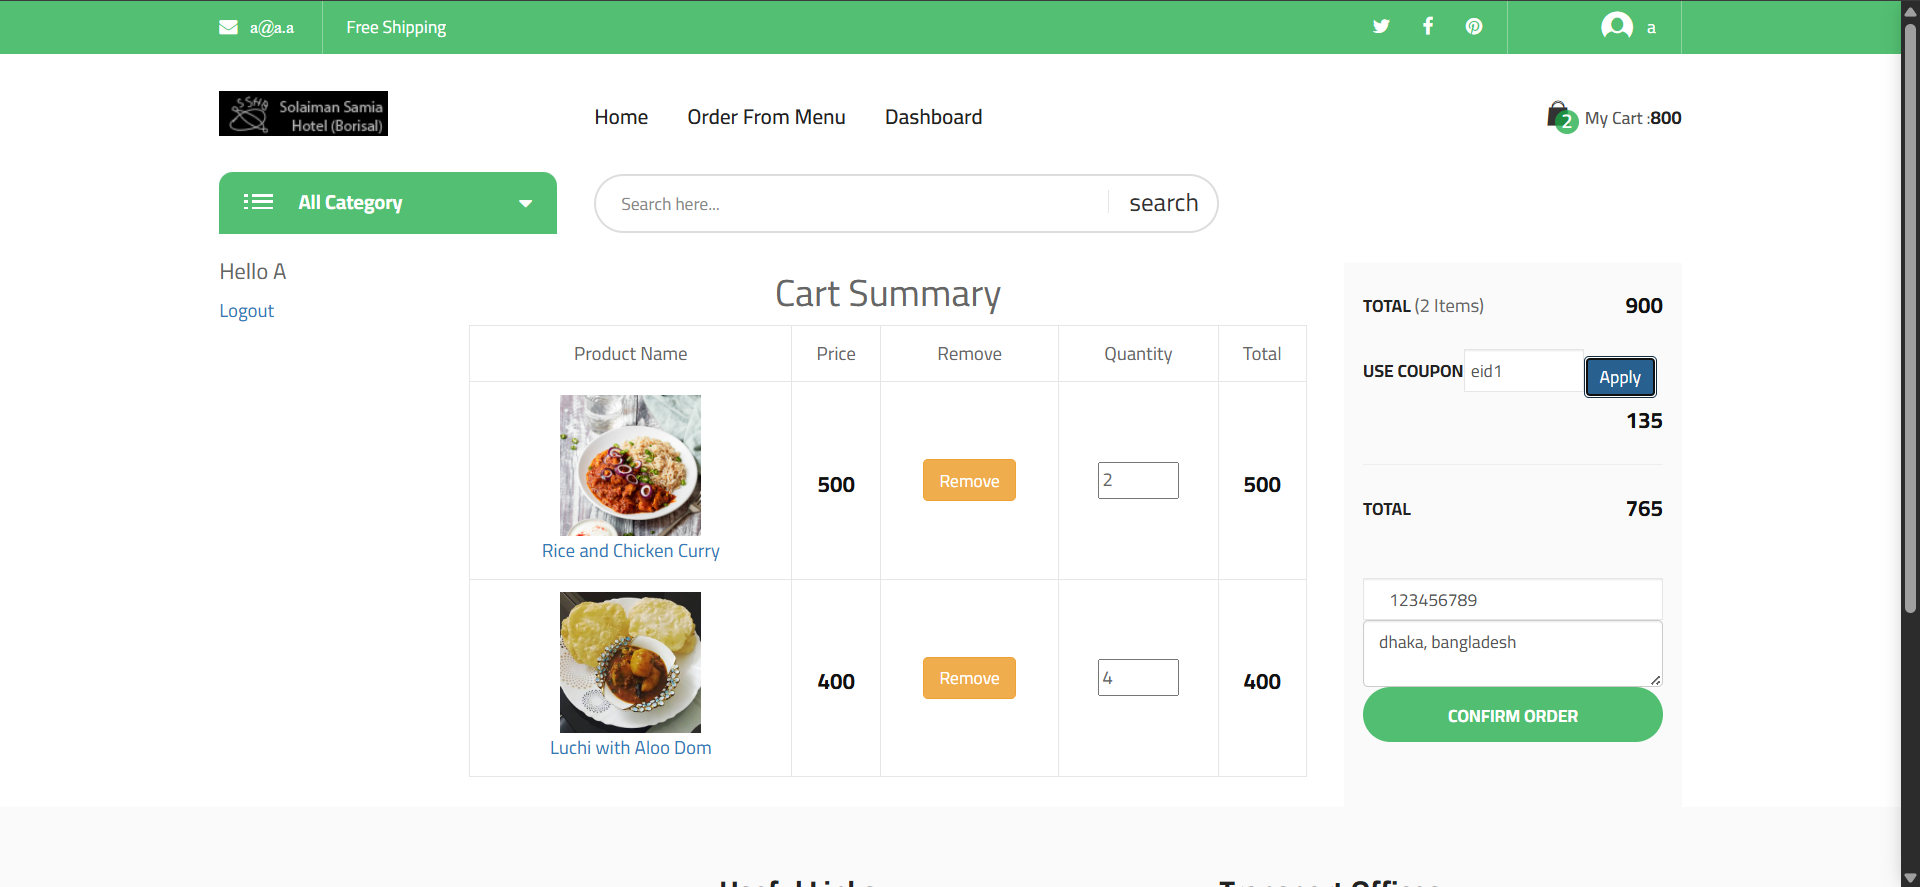 a@a.a
Free Shipping
a
SSHB
Solaiman Samia
Hotel (Borisal)
Home
Order From Menu
Dashboard
2
My Cart :800
All Category
Search here...
search
Hello A
Logout
Cart Summary
Product Name
Price
Remove
Quantity
Total
Rice and Chicken Curry
500
Remove
2
500
Luchi with Aloo Dom
400
Remove
4
400
TOTAL (2 Items)
900
USE COUPON
eid1
Apply
135
TOTAL
765
123456789
dhaka, bangladesh
CONFIRM ORDER